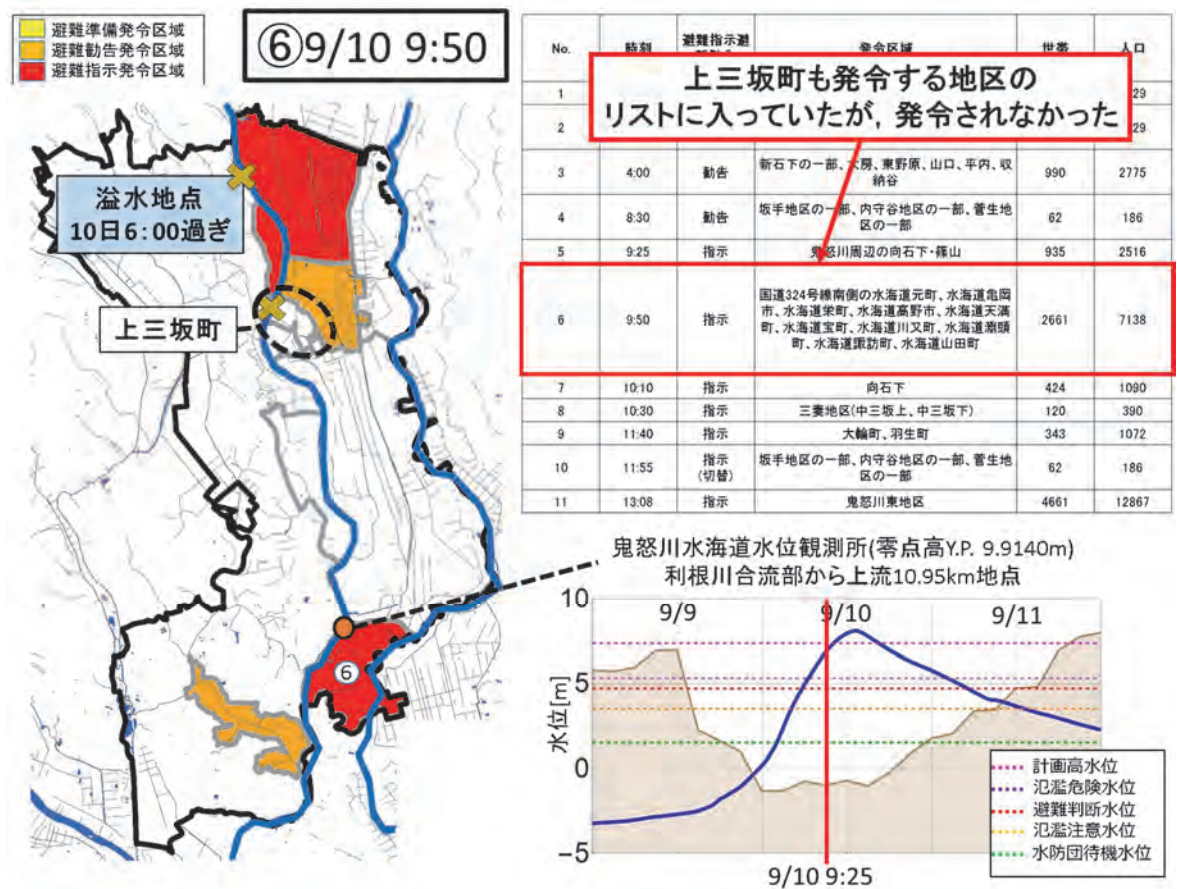 避難準備発令区域
避難勧告発令区域
避難指示発令区域
⑥9/10 9:50
溢水地点
10日6:00過ぎ
上三坂町
⑥
No.
時刻
避難指示避
発令区域
世帯
人口
上三坂町も発令する地区の
リストに入っていたが，発令されなかった
1
29
2
29
3
4:00
勧告
新石下の一部、大房、東野原、山口、平内、収
納谷
990
2775
4
8:30
勧告
坂手地区の一部、内守谷地区の一部、菅生地
区の一部
62
186
5
9:25
指示
鬼怒川周辺の向石下・篠山
935
2516
6
9:50
指示
国道324号線南側の水海道元町、水海道亀岡
市、水海道栄町、水海道高野市、水海道天満
町、水海道宝町、水海道川又町、水海道淵頭
町、水海道諏訪町、水海道山田町
2661
7138
7
10:10
指示
向石下
424
1090
8
10:30
指示
三妻地区(中三坂上、中三坂下)
120
390
9
11:40
指示
大輪町、羽生町
343
1072
10
11:55
指示
(切替)
坂手地区の一部、内守谷地区の一部、菅生地
区の一部
62
186
11
13:08
指示
鬼怒川東地区
4661
12867
鬼怒川水海道水位観測所(零点高Y.P. 9.9140m)
利根川合流部から上流10.95km地点
水位[m]
10
5
0
-5
9/9
9/10
9/11
計画高水位
氾濫危険水位
避難判断水位
氾濫注意水位
水防団待機水位
9/10 9:25